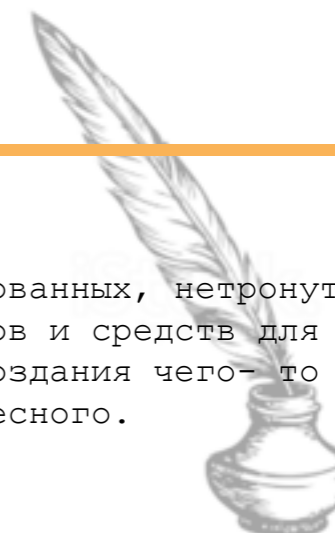 ованных, нетронут
ов и средств для
оздания чего- то
есного.